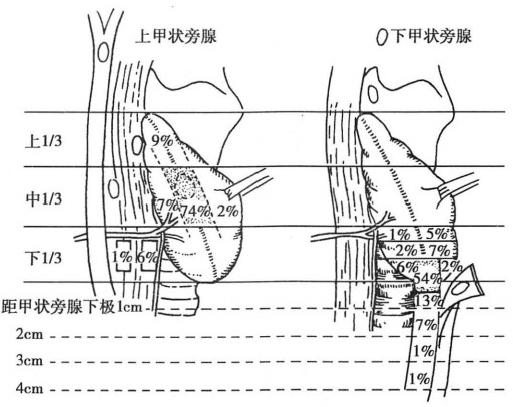 上甲状旁腺
下甲状旁腺
上1/3
9%
中1/3
7%
74%
2%
1%
5%
下1/3
1%
6%
2%
7%
6%
2%
54%
距甲状旁腺下极1cm
13%
2cm
7%
3cm
1%
4cm
1%